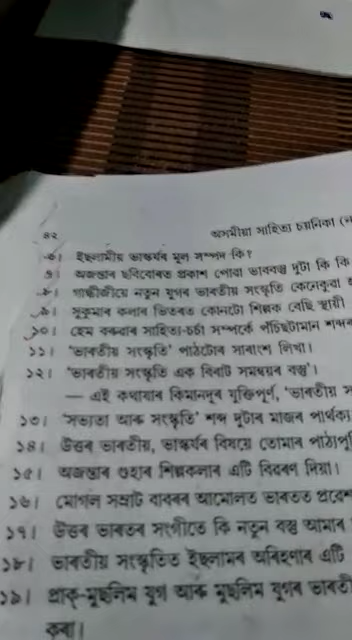 ৪২ অসমীয়া সাহিত্য চয়নিকা
৬। ইছলামীয় ভাস্কৰ্যৰ মূল সম্পদ কি?
৭। অজন্তাৰ ছবিবোৰত প্ৰকাশ পোৱা ভাববস্তু দুটা কি কি
৮। গান্ধীজীয়ে নতুন যুগৰ ভাৰতীয় সংস্কৃতি কেনেকুৱা
৯। সুকুমাৰ কলাৰ ভিতৰত কোনটো শিল্পক বেছি স্থায়ী
১০। হেম বৰুৱাৰ সাহিত্য-চৰ্চা সম্পৰ্কে পঁচিছটামান শব্দৰ
১১। 'ভাৰতীয় সংস্কৃতি' পাঠটোৰ সাৰাংশ লিখা।
১২। 'ভাৰতীয় সংস্কৃতি এক বিৰাট সমন্বয়ৰ বস্তু'।
— এই কথাষাৰ কিমানদূৰ যুক্তিপূৰ্ণ, 'ভাৰতীয় স
১৩। 'সভ্যতা আৰু সংস্কৃতি' শব্দ দুটাৰ মাজৰ পাৰ্থক্য
১৪। উত্তৰ ভাৰতীয়, ভাস্কৰ্যৰ বিষয়ে তোমাৰ পাঠ্যপু
১৫। অজন্তাৰ গুহাৰ শিল্পকলাৰ এটি বিৱৰণ দিয়া।
১৬। মোগল সম্ৰাট বাবৰৰ আমোলত ভাৰতত প্ৰৱে
১৭। উত্তৰ ভাৰতৰ সংগীতে কি নতুন বস্তু আমাৰ
১৮। ভাৰতীয় সংস্কৃতিত ইছলামৰ অৰিহণাৰ এটি
১৯। প্ৰাক্-মুছলিম যুগ আৰু মুছলিম যুগৰ ভাৰতী
কৰা।